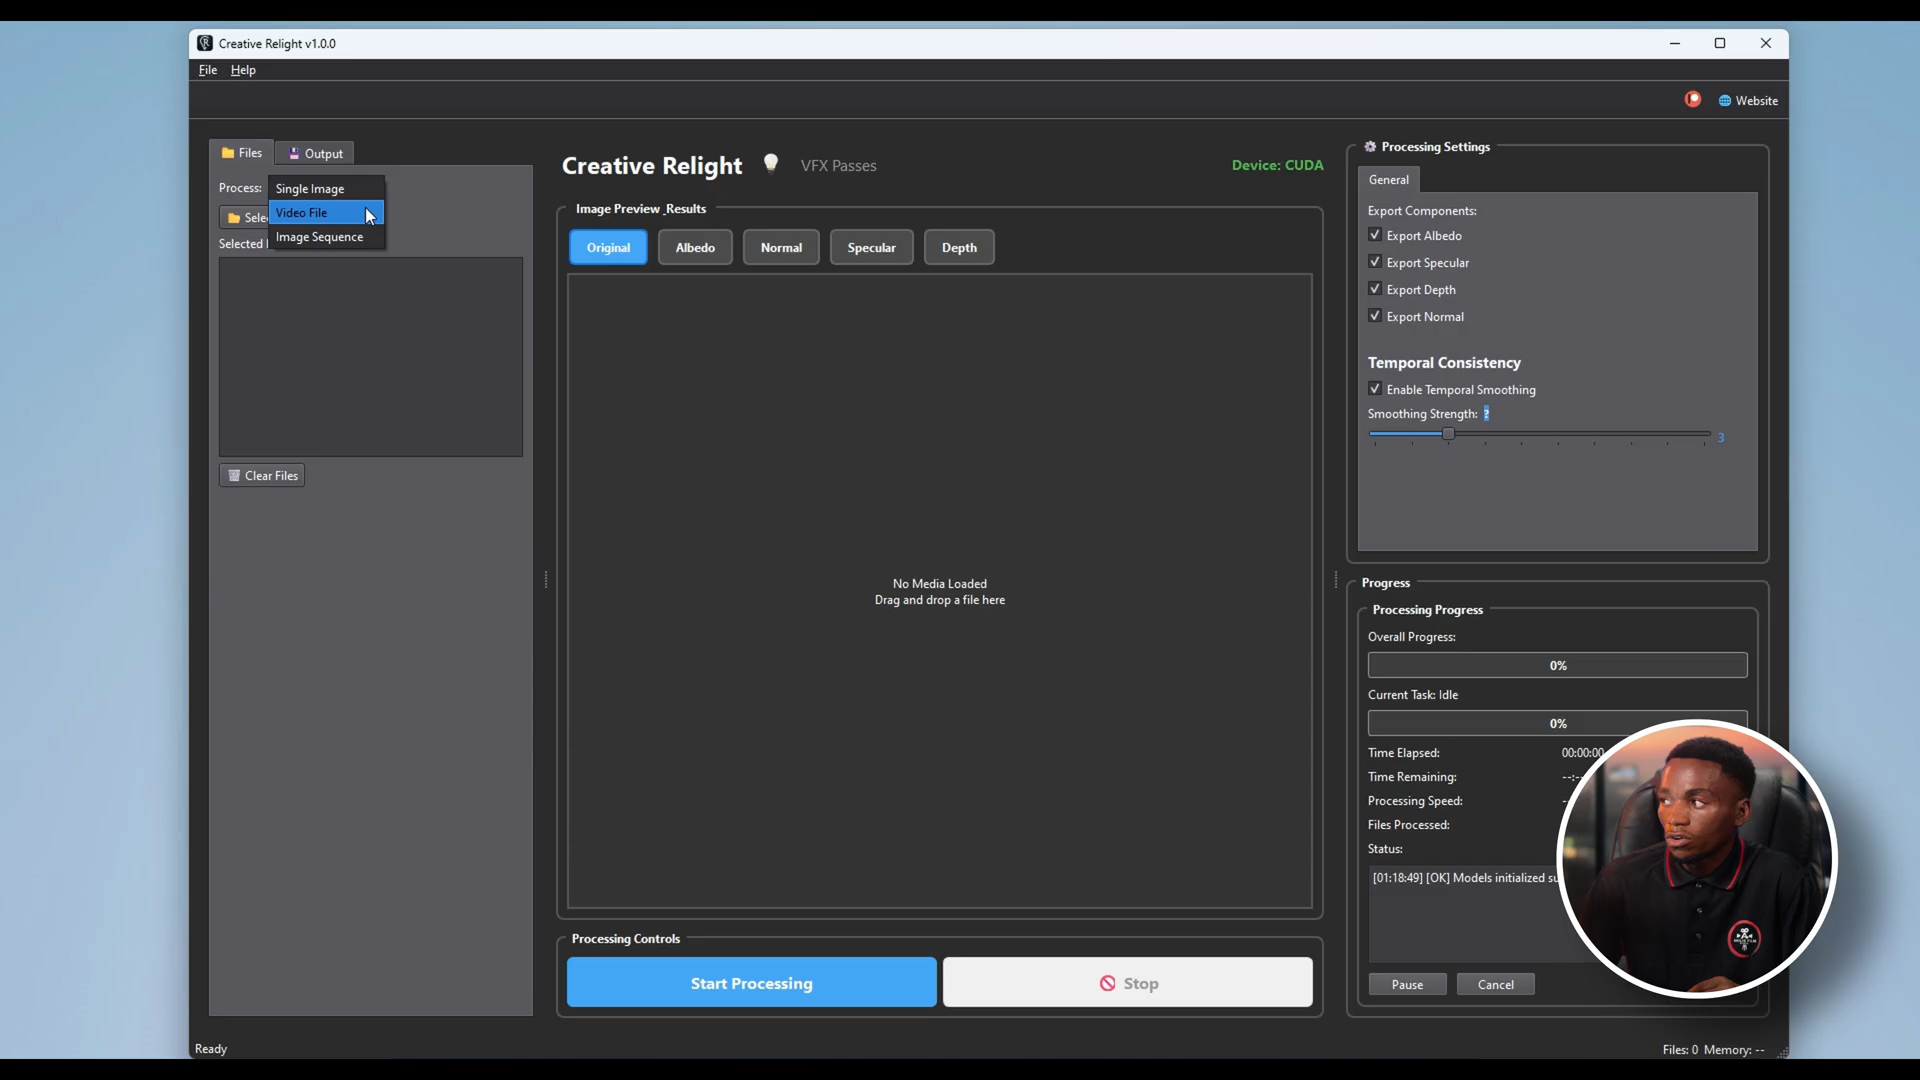 Creative Relight v1.0.0
File Help
Website
Files Output
Process: Single Image
Video File
Image Sequence
Selected
Clear Files
Creative Relight VFX Passes Device: CUDA
Image Preview_Results
Original Albedo Normal Specular Depth
No Media Loaded
Drag and drop a file here
Processing Controls
Start Processing Stop
Processing Settings
General
Export Components:
Export Albedo
Export Specular
Export Depth
Export Normal
Temporal Consistency
Enable Temporal Smoothing
Smoothing Strength: ?
3
Progress
Processing Progress
Overall Progress:
0%
Current Task: Idle
0%
Time Elapsed: 00:00:00
Time Remaining: --:--
Processing Speed: --
Files Processed:
Status:
[01:18:49] [OK] Models initialized
Pause Cancel
Ready Files: 0 Memory: --